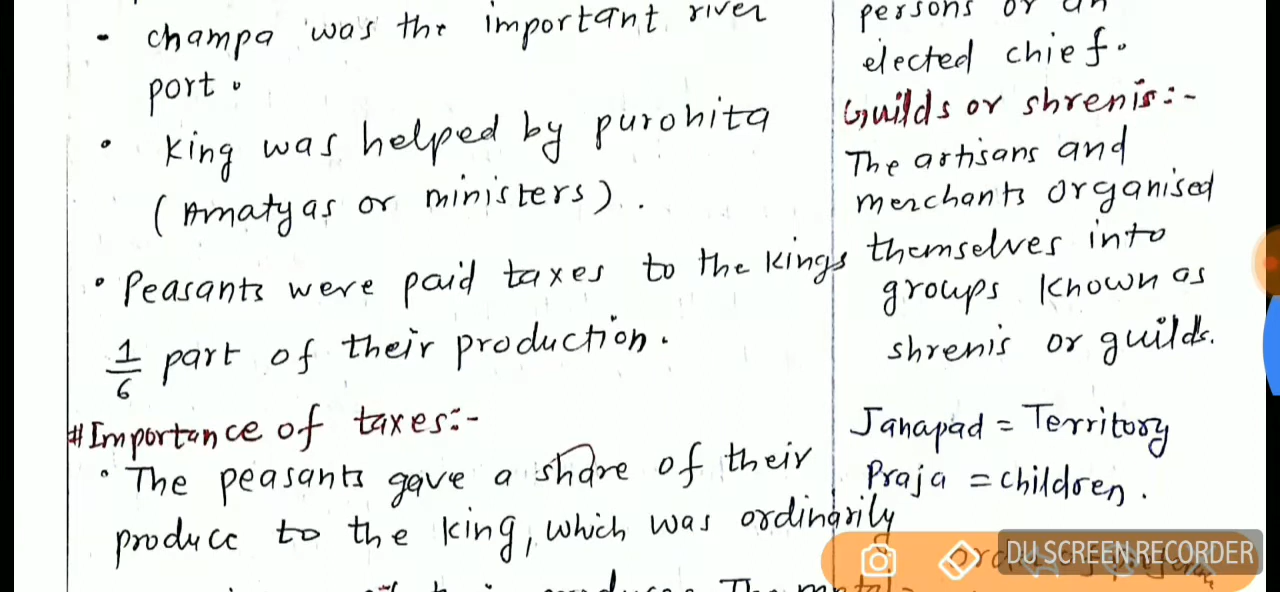 • champa was the important river
port.
• King was helped by purohita
(Amatyas or ministers).
• Peasants were paid taxes to the kings
1/6 part of their production.
#Importance of taxes:-
• The peasants gave a share of their
produce to the king, which was ordinarily
produce. The metal
persons or an
elected chief.
Guilds or shrenis:-
The artisans and
merchants organised
themselves into
groups known as
shrenis or guilds.
Janapad = Territory
Praja = children.
DU SCREEN RECORDER